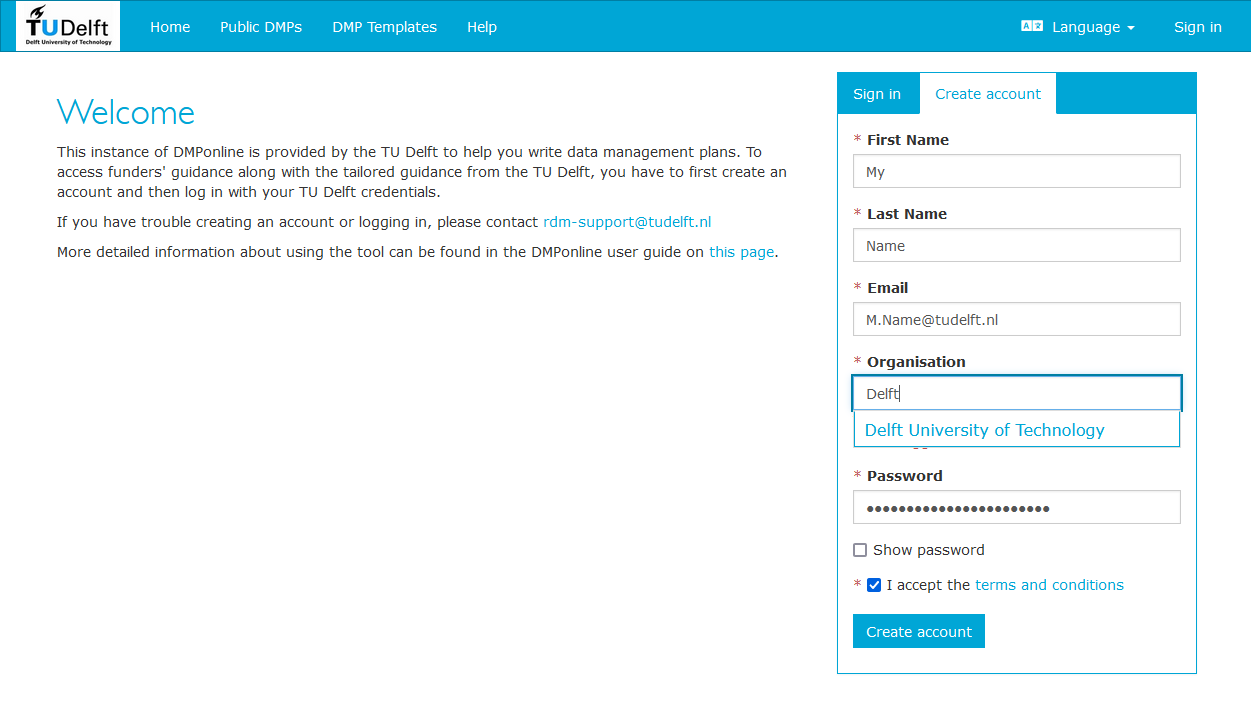 TUDelft
Delft University of Technology
Home Public DMPs DMP Templates Help Language Sign in
Welcome
This instance of DMPonline is provided by the TU Delft to help you write data management plans. To
access funders' guidance along with the tailored guidance from the TU Delft, you have to first create an
account and then log in with your TU Delft credentials.
If you have trouble creating an account or logging in, please contact rdm-support@tudelft.nl
More detailed information about using the tool can be found in the DMPonline user guide on this page.
Sign in Create account
* First Name
My
* Last Name
Name
* Email
M.Name@tudelft.nl
* Organisation
Delft
Delft University of Technology
* Password
•••••••••••••••••••••••
Show password
* I accept the terms and conditions
Create account